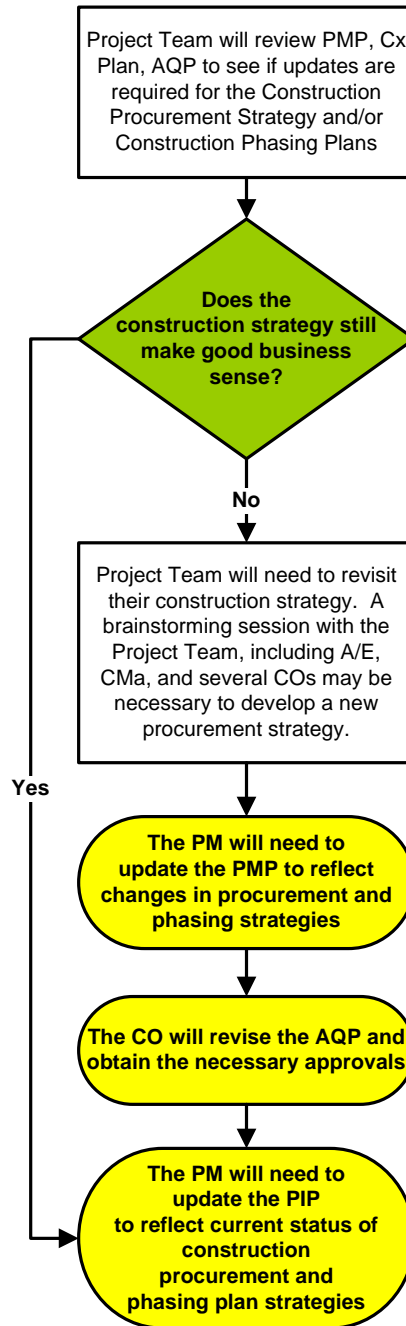 Project Team will review PMP, Cx
Plan, AQP to see if updates are
required for the Construction
Procurement Strategy and/or
Construction Phasing Plans
Does the
construction strategy still
make good business
sense?
No
Project Team will need to revisit
their construction strategy.  A
brainstorming session with the
Project Team, including A/E,
CMa, and several COs may be
necessary to develop a new
procurement strategy.
Yes
The PM will need to
update the PMP to reflect
changes in procurement and
phasing strategies
The CO will revise the AQP and
obtain the necessary approvals
The PM will need to
update the PIP
to reflect current status of
construction
procurement and
phasing plan strategies